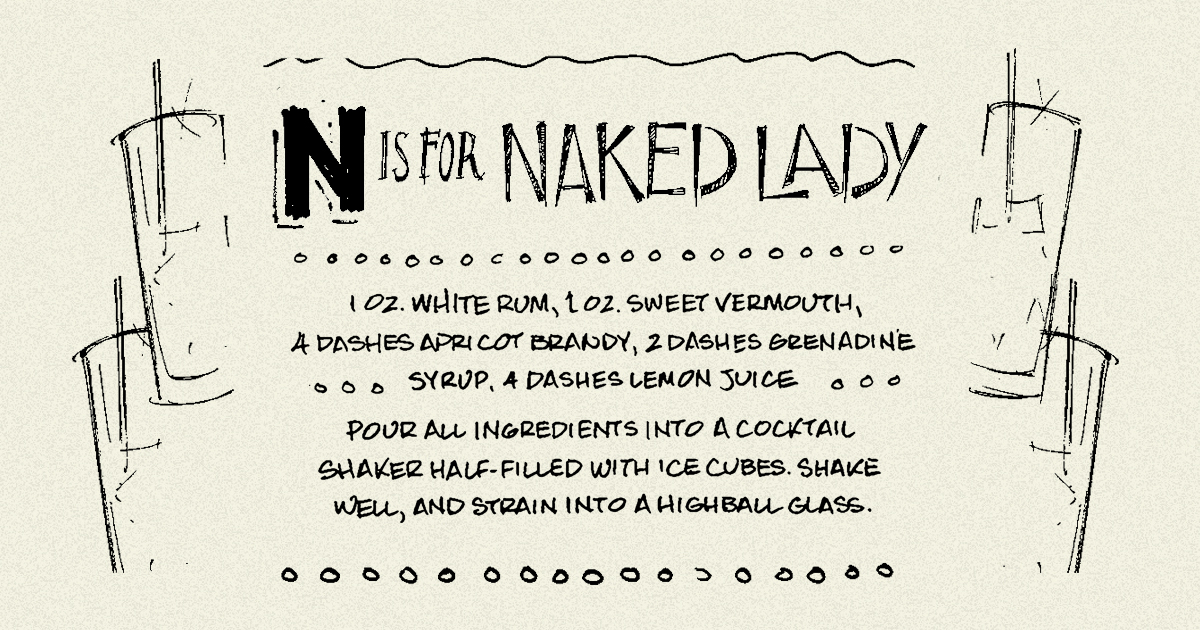 N IS FOR NAKED LADY
1 OZ. WHITE RUM, 1 OZ. SWEET VERMOUTH,
4 DASHES APRICOT BRANDY, 2 DASHES GRENADINE
SYRUP, 4 DASHES LEMON JUICE
POUR ALL INGREDIENTS INTO A COCKTAIL
SHAKER HALF-FILLED WITH ICE CUBES. SHAKE
WELL, AND STRAIN INTO A HIGHBALL GLASS.